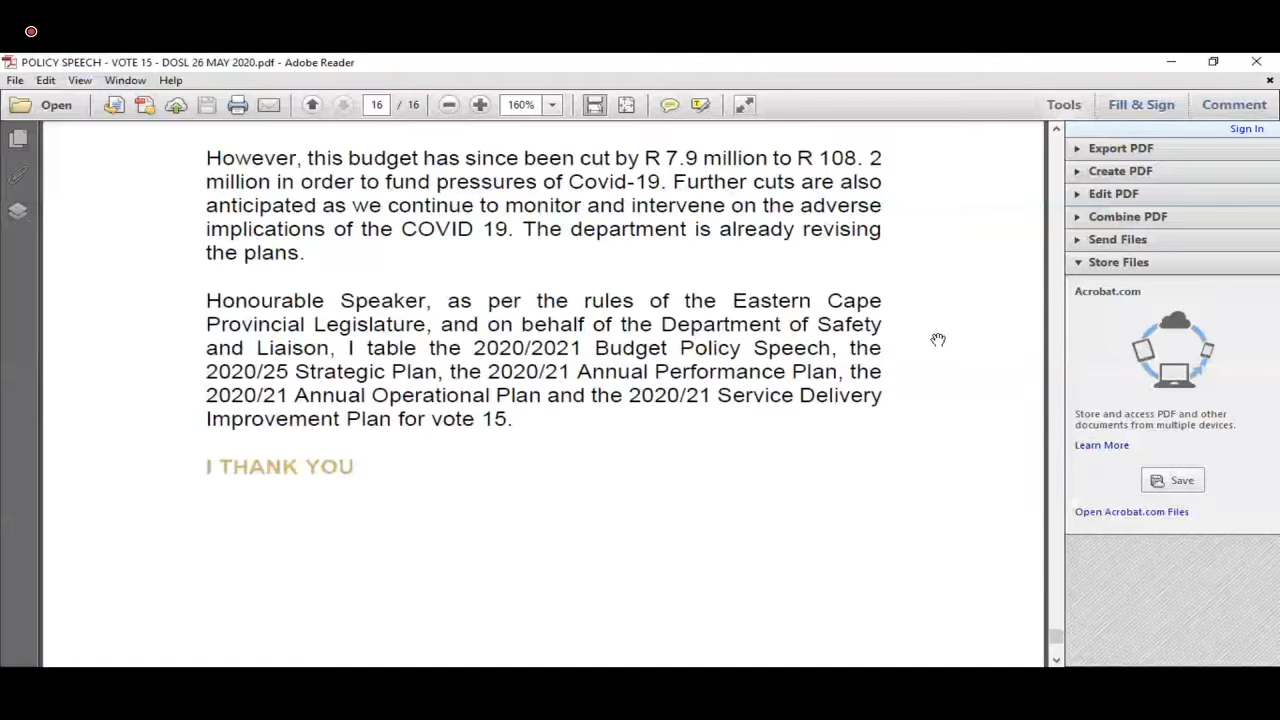 POLICY SPEECH - VOTE 15 - DOSL 26 MAY 2020.pdf - Adobe Reader
File Edit View Window Help
Open 16 / 16 160% Tools Fill & Sign Comment
Sign In
Export PDF
Create PDF
Edit PDF
Combine PDF
Send Files
Store Files
Acrobat.com
Store and access PDF and other
documents from multiple devices.
Learn More
Save
Open Acrobat.com Files
However, this budget has since been cut by R 7.9 million to R 108. 2
million in order to fund pressures of Covid-19. Further cuts are also
anticipated as we continue to monitor and intervene on the adverse
implications of the COVID 19. The department is already revising
the plans.
Honourable Speaker, as per the rules of the Eastern Cape
Provincial Legislature, and on behalf of the Department of Safety
and Liaison, I table the 2020/2021 Budget Policy Speech, the
2020/25 Strategic Plan, the 2020/21 Annual Performance Plan, the
2020/21 Annual Operational Plan and the 2020/21 Service Delivery
Improvement Plan for vote 15.
I THANK YOU